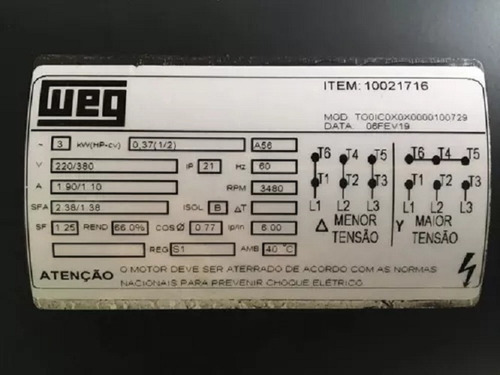 WEG
ITEM: 10021716
MOD. TO0IC0X0X0000100729
DATA: 06FEV19
~ 3 kW(HP-cv) 0,37(1/2) A56
V 220/380 IP 21 Hz 60
A 1.90/1.10 RPM 3480
SFA 2.38/1.38 ISOL B ΔT
SF 1.25 REND 66.0% COSØ 0.77 Ip/In 6.00
REG S1 AMB 40 °C
T6 T4 T5 T6 T4 T5
T1 T2 T3 T1 T2 T3
L1 L2 L3 L1 L2 L3
Δ MENOR TENSÃO Y MAIOR TENSÃO
ATENÇÃO O MOTOR DEVE SER ATERRADO DE ACORDO COM AS NORMAS
NACIONAIS PARA PREVENIR CHOQUE ELÉTRICO